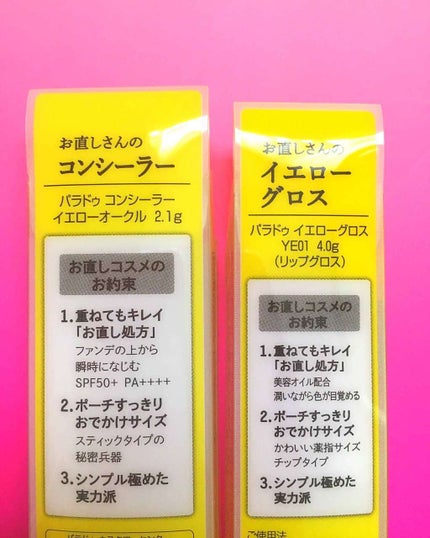 お直しさんの
コンシーラー
パラドゥ コンシーラー
イエローオークル 2.1g
お直しコスメの
お約束
1.重ねてもキレイ
「お直し処方」
ファンデの上から
瞬時になじむ
SPF50+ PA++++
2.ポーチすっきり
おでかけサイズ
スティックタイプの
秘密兵器
3.シンプル極めた
実力派
お直しさんの
イエロー
グロス
パラドゥ イエローグロス
YE01 4.0g
(リップグロス)
お直しコスメの
お約束
1.重ねてもキレイ
「お直し処方」
美容オイル配合
潤いながら色が目覚める
2.ポーチすっきり
おでかけサイズ
かわいい薬指サイズ
チップタイプ
3.シンプル極めた
実力派
ご使用法